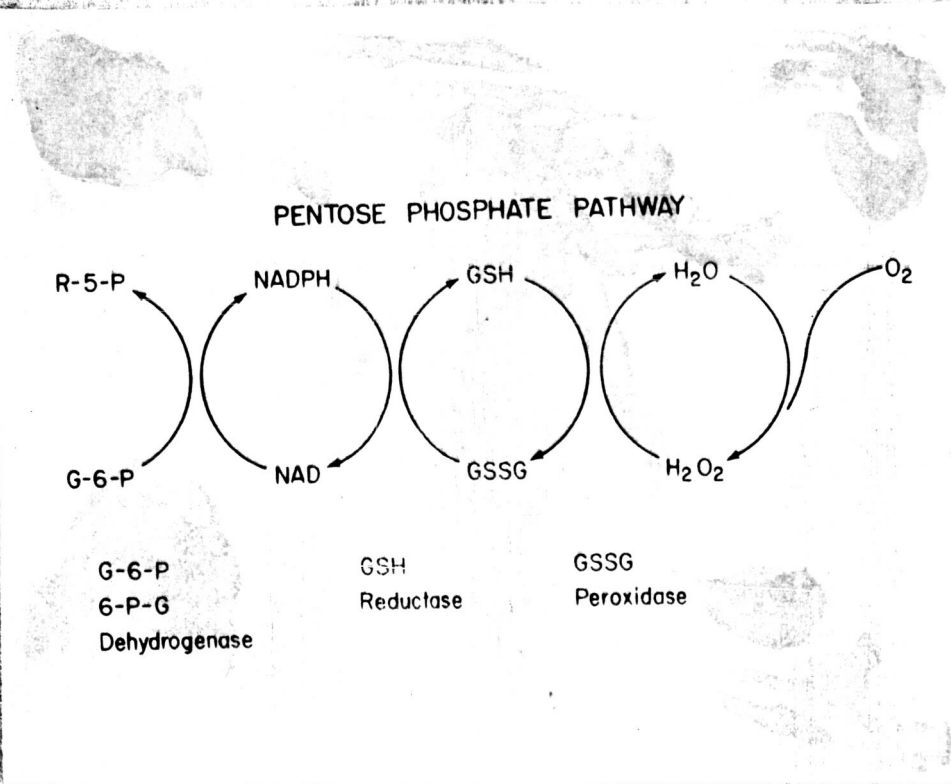 PENTOSE PHOSPHATE PATHWAY
R-5-P NADPH GSH H₂O O₂
G-6-P NAD GSSG H₂O₂
G-6-P GSH GSSG
6-P-G Reductase Peroxidase
Dehydrogenase